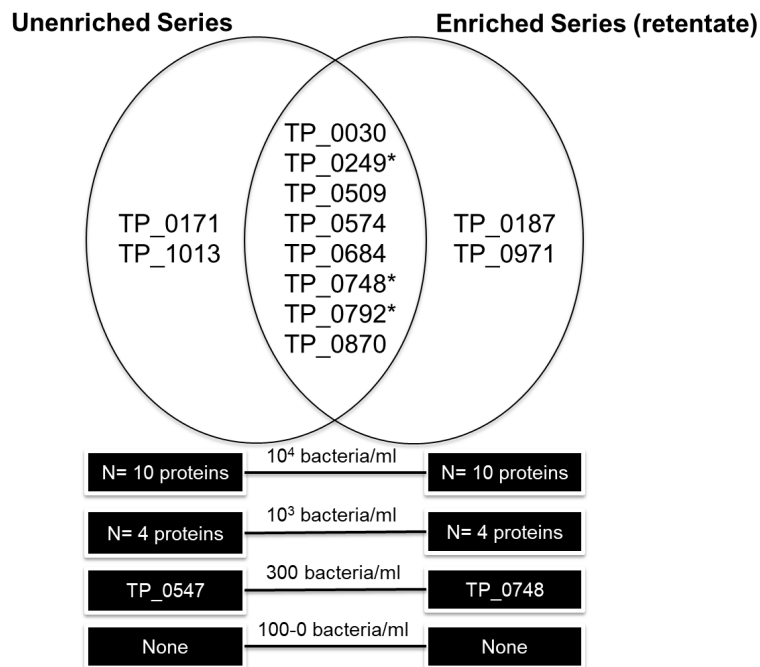 Unenriched Series
Enriched Series (retentate)
TP_0030
TP_0249*
TP_0509
TP_0574
TP_0684
TP_0748*
TP_0792*
TP_0870
TP_0171
TP_1013
TP_0187
TP_0971
N= 10 proteins
10⁴ bacteria/ml
N= 10 proteins
N= 4 proteins
10³ bacteria/ml
N= 4 proteins
TP_0547
300 bacteria/ml
TP_0748
None
100-0 bacteria/ml
None